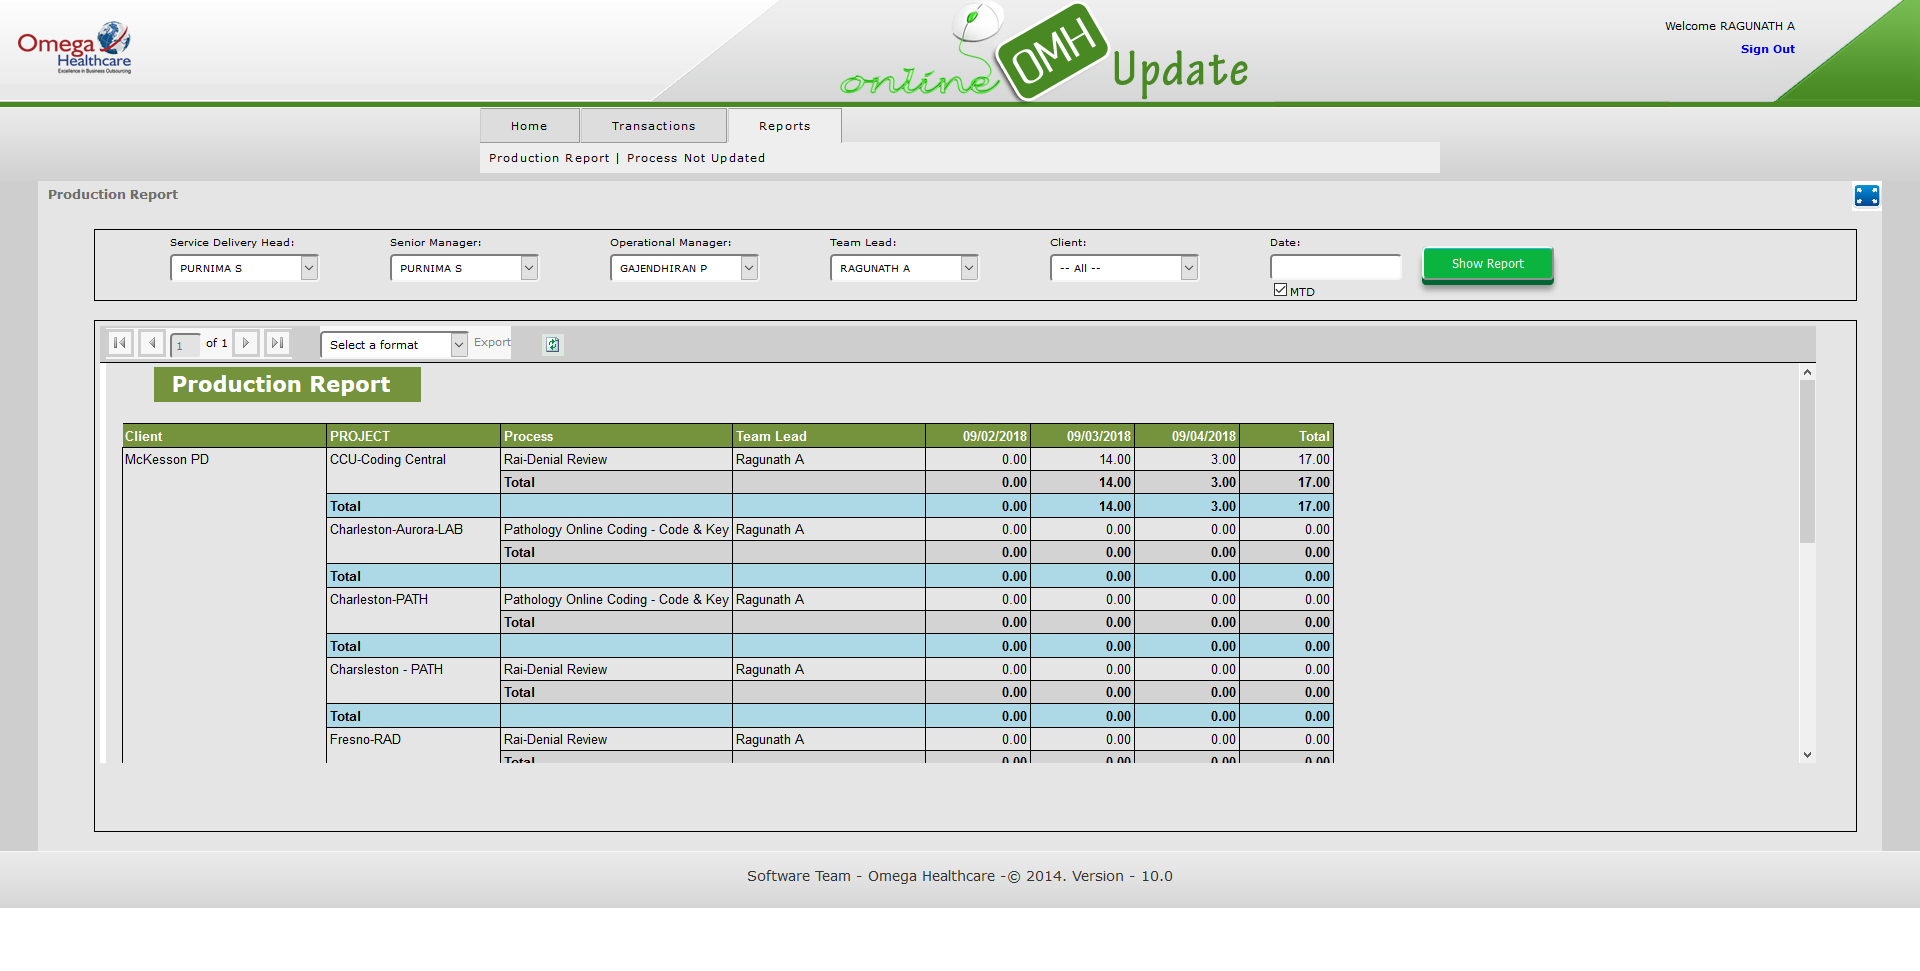 Omega
Healthcare
Excellence in Business Outsourcing
online OMH Update
Welcome RAGUNATH A
Sign Out
Home Transactions Reports
Production Report | Process Not Updated
Production Report
Service Delivery Head: Senior Manager: Operational Manager: Team Lead: Client: Date:
PURNIMA S PURNIMA S GAJENDHIRAN P RAGUNATH A -- All -- Show Report
MTD
1 of 1 Select a format Export
Production Report
Client PROJECT Process Team Lead 09/02/2018 09/03/2018 09/04/2018 Total
McKesson PD CCU-Coding Central Rai-Denial Review Ragunath A 0.00 14.00 3.00 17.00
Total 0.00 14.00 3.00 17.00
Total 0.00 14.00 3.00 17.00
Charleston-Aurora-LAB Pathology Online Coding - Code & Key Ragunath A 0.00 0.00 0.00 0.00
Total 0.00 0.00 0.00 0.00
Total 0.00 0.00 0.00 0.00
Charleston-PATH Pathology Online Coding - Code & Key Ragunath A 0.00 0.00 0.00 0.00
Total 0.00 0.00 0.00 0.00
Total 0.00 0.00 0.00 0.00
Charsleston - PATH Rai-Denial Review Ragunath A 0.00 0.00 0.00 0.00
Total 0.00 0.00 0.00 0.00
Total 0.00 0.00 0.00 0.00
Fresno-RAD Rai-Denial Review Ragunath A 0.00 0.00 0.00 0.00
Total 0.00 0.00 0.00 0.00
Software Team - Omega Healthcare -© 2014. Version - 10.0